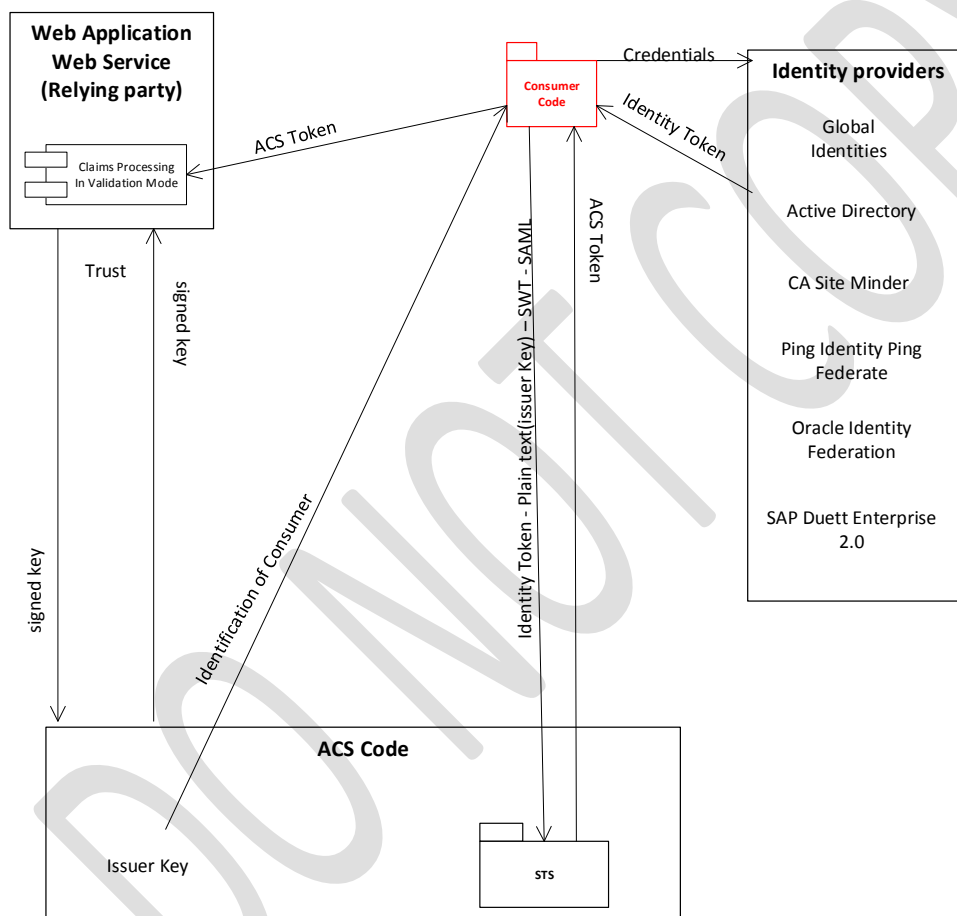 Web Application
Web Service
(Relying party)
Claims Processing
In Validation Mode
ACS Token
Consumer
Code
Credentials
Identity Token
Identity providers
Global
Identities
Active Directory
CA Site Minder
Ping Identity Ping
Federate
Oracle Identity
Federation
SAP Duett Enterprise
2.0
Trust
signed key
signed key
Identification of Consumer
Identity Token - Plain text(issuer Key) – SWT - SAML
ACS Token
ACS Code
Issuer Key
STS
DO NOT COP